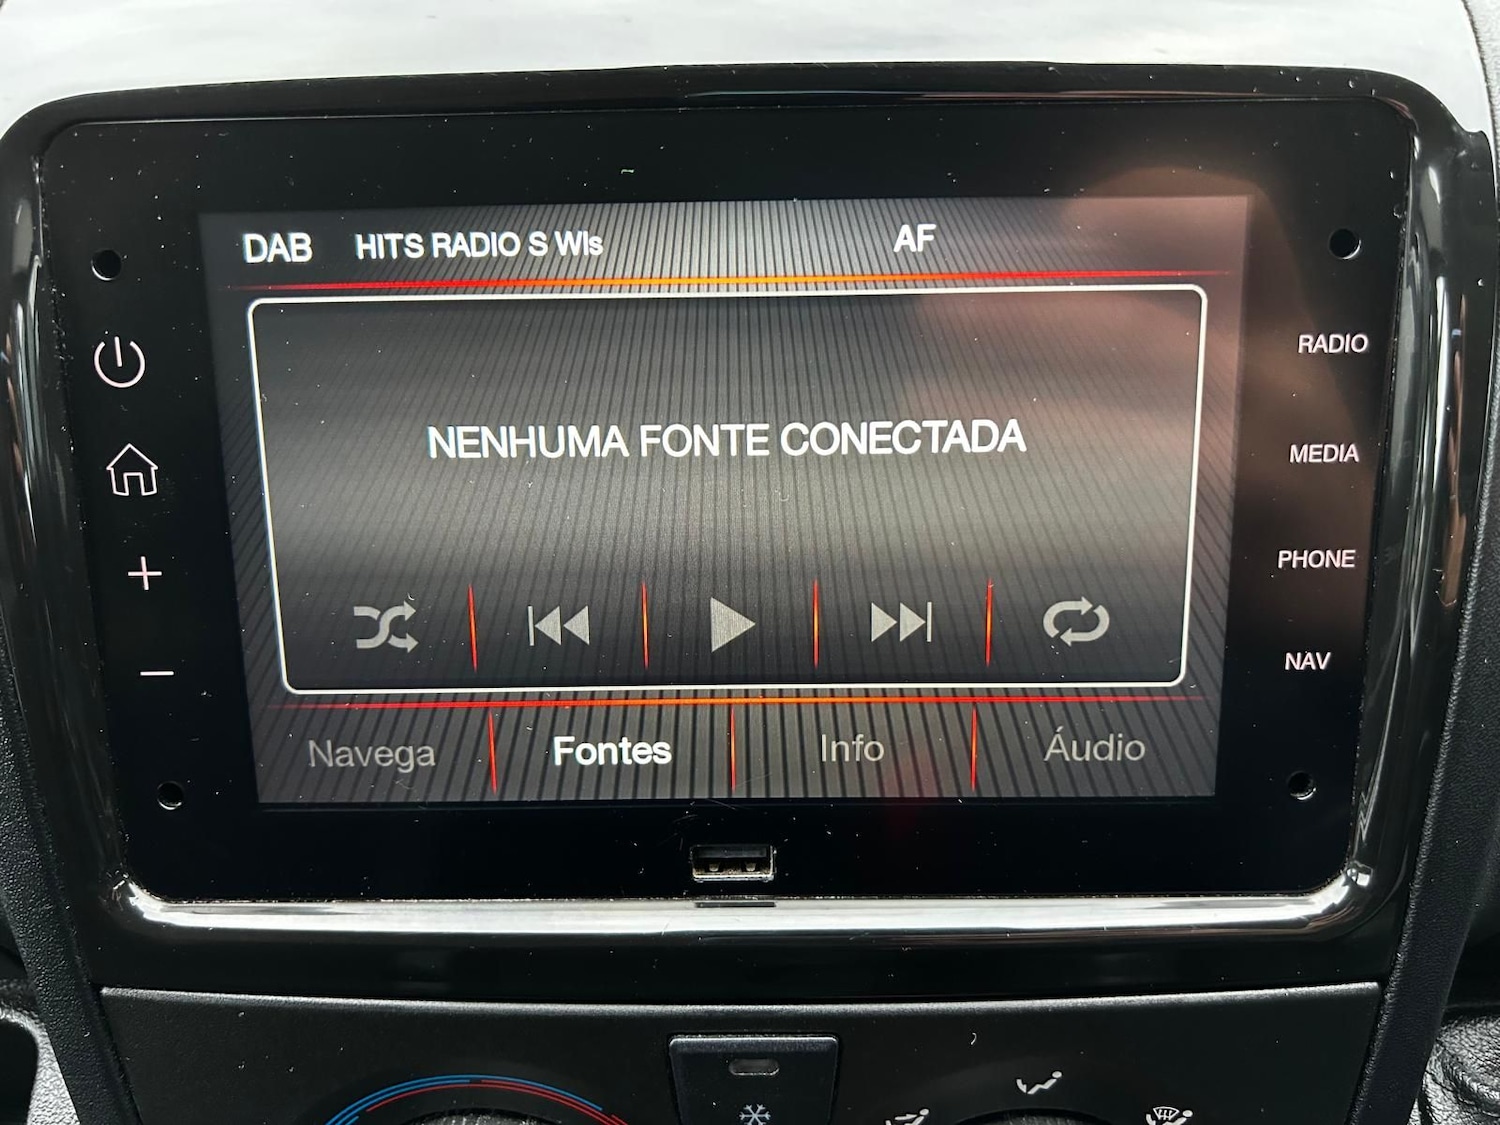 DAB HITS RADIO S Wls AF
NENHUMA FONTE CONECTADA
Navega Fontes Info Áudio
RADIO
MEDIA
PHONE
NAV